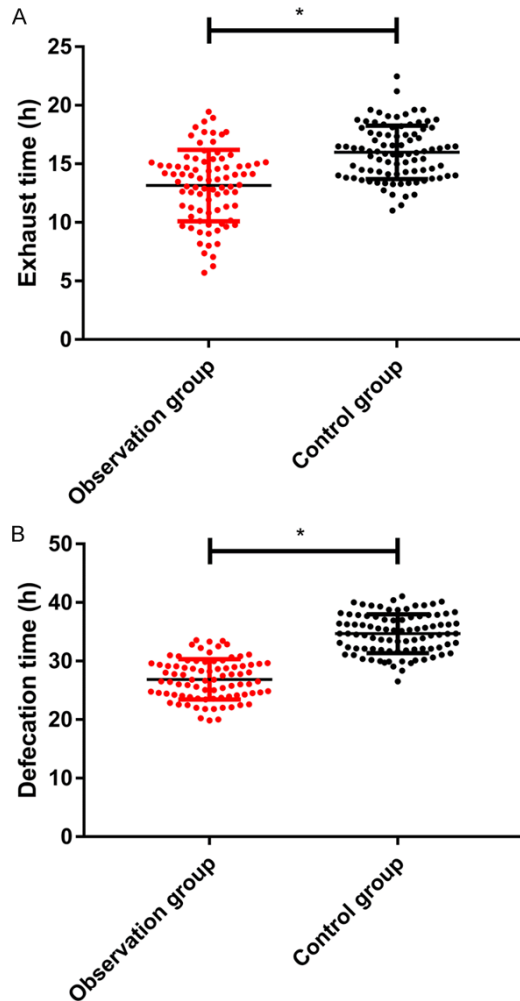 A
*
Exhaust time (h)
25
20
15
10
5
0
Observation group
Control group
B
*
Defecation time (h)
50
40
30
20
10
0
Observation group
Control group